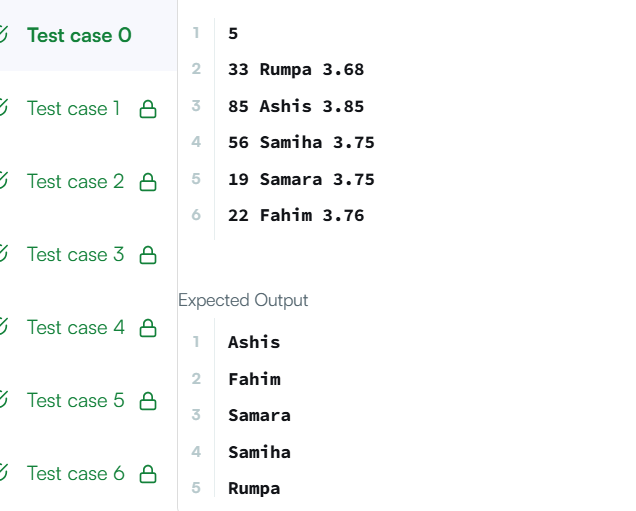 Test case 0
Test case 1
Test case 2
Test case 3
Test case 4
Test case 5
Test case 6
1 5
2 33 Rumpa 3.68
3 85 Ashis 3.85
4 56 Samiha 3.75
5 19 Samara 3.75
6 22 Fahim 3.76
Expected Output
1 Ashis
2 Fahim
3 Samara
4 Samiha
5 Rumpa